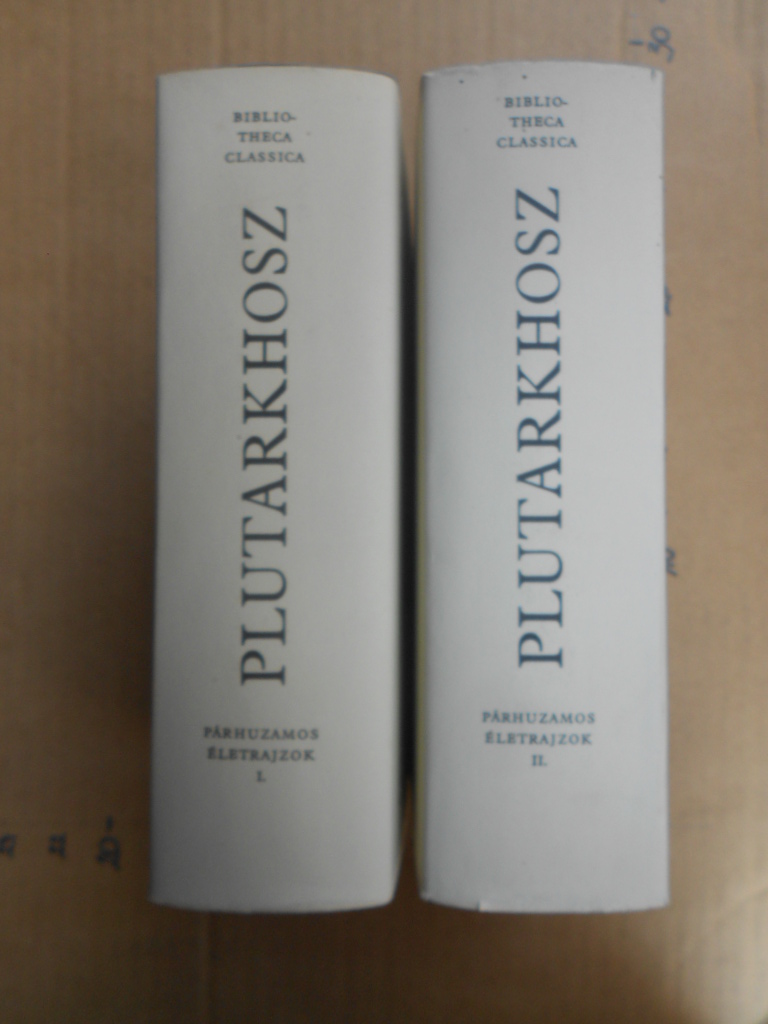 BIBLIO-
THECA
CLASSICA
PLUTARKHOSZ
PÁRHUZAMOS
ÉLETRAJZOK
I.
BIBLIO-
THECA
CLASSICA
PLUTARKHOSZ
PÁRHUZAMOS
ÉLETRAJZOK
II.